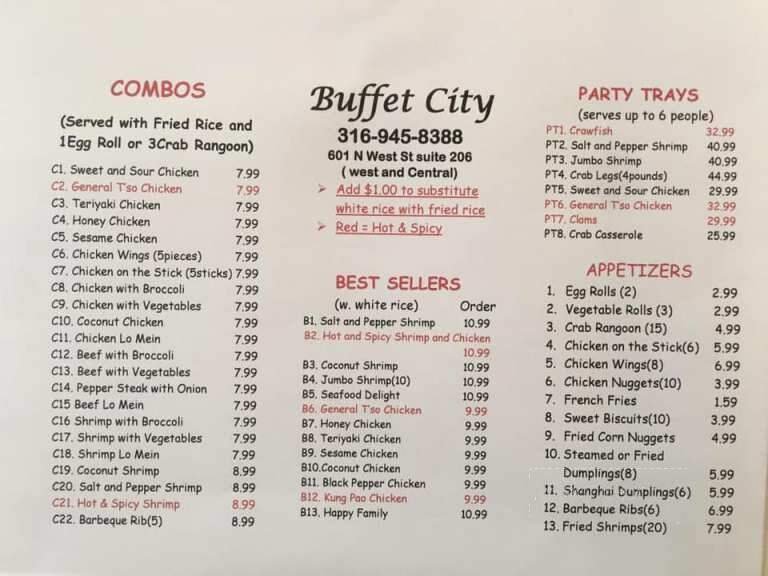 COMBOS
(Served with Fried Rice and
1Egg Roll or 3Crab Rangoon)
C1. Sweet and Sour Chicken 7.99
C2. General T'so Chicken 7.99
C3. Teriyaki Chicken 7.99
C4. Honey Chicken 7.99
C5. Sesame Chicken 7.99
C6. Chicken Wings (5pieces) 7.99
C7. Chicken on the Stick (5sticks) 7.99
C8. Chicken with Broccoli 7.99
C9. Chicken with Vegetables 7.99
C10. Coconut Chicken 7.99
C11. Chicken Lo Mein 7.99
C12. Beef with Broccoli 7.99
C13. Beef with Vegetables 7.99
C14. Pepper Steak with Onion 7.99
C15 Beef Lo Mein 7.99
C16 Shrimp with Broccoli 7.99
C17. Shrimp with Vegetables 7.99
C18. Shrimp Lo Mein 7.99
C19. Coconut Shrimp 8.99
C20. Salt and Pepper Shrimp 8.99
C21. Hot & Spicy Shrimp 8.99
C22. Barbeque Rib(5) 8.99
Buffet City
316-945-8388
601 N West St suite 206
( west and Central)
➢ Add $1.00 to substitute
white rice with fried rice
➢ Red = Hot & Spicy
BEST SELLERS
(w. white rice) Order
B1. Salt and Pepper Shrimp 10.99
B2. Hot and Spicy Shrimp and Chicken
10.99
B3. Coconut Shrimp 10.99
B4. Jumbo Shrimp(10) 10.99
B5. Seafood Delight 10.99
B6. General T'so Chicken 9.99
B7. Honey Chicken 9.99
B8. Teriyaki Chicken 9.99
B9. Sesame Chicken 9.99
B10.Coconut Chicken 9.99
B11. Black Pepper Chicken 9.99
B12. Kung Pao Chicken 9.99
B13. Happy Family 10.99
PARTY TRAYS
(serves up to 6 people)
PT1. Crawfish 32.99
PT2. Salt and Pepper Shrimp 40.99
PT3. Jumbo Shrimp 40.99
PT4. Crab Legs(4pounds) 44.99
PT5. Sweet and Sour Chicken 29.99
PT6. General T'so Chicken 32.99
PT7. Clams 29.99
PT8. Crab Casserole 25.99
APPETIZERS
1. Egg Rolls (2) 2.99
2. Vegetable Rolls (3) 2.99
3. Crab Rangoon (15) 4.99
4. Chicken on the Stick(6) 5.99
5. Chicken Wings(8) 6.99
6. Chicken Nuggets(10) 3.99
7. French Fries 1.59
8. Sweet Biscuits(10) 3.99
9. Fried Corn Nuggets 4.99
10. Steamed or Fried
Dumplings(8) 5.99
11. Shanghai Dumplings(6) 5.99
12. Barbeque Ribs(6) 6.99
13. Fried Shrimps(20) 7.99